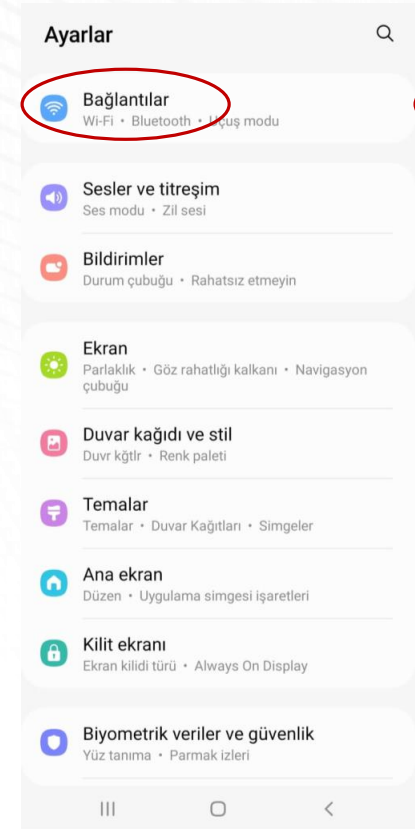 Ayarlar
Bağlantılar
Wi-Fi • Bluetooth • Uçuş modu
Sesler ve titreşim
Ses modu • Zil sesi
Bildirimler
Durum çubuğu • Rahatsız etmeyin
Ekran
Parlaklık • Göz rahatlığı kalkanı • Navigasyon
çubuğu
Duvar kağıdı ve stil
Duvr kğtlr • Renk paleti
Temalar
Temalar • Duvar Kağıtları • Simgeler
Ana ekran
Düzen • Uygulama simgesi işaretleri
Kilit ekranı
Ekran kilidi türü • Always On Display
Biyometrik veriler ve güvenlik
Yüz tanıma • Parmak izleri